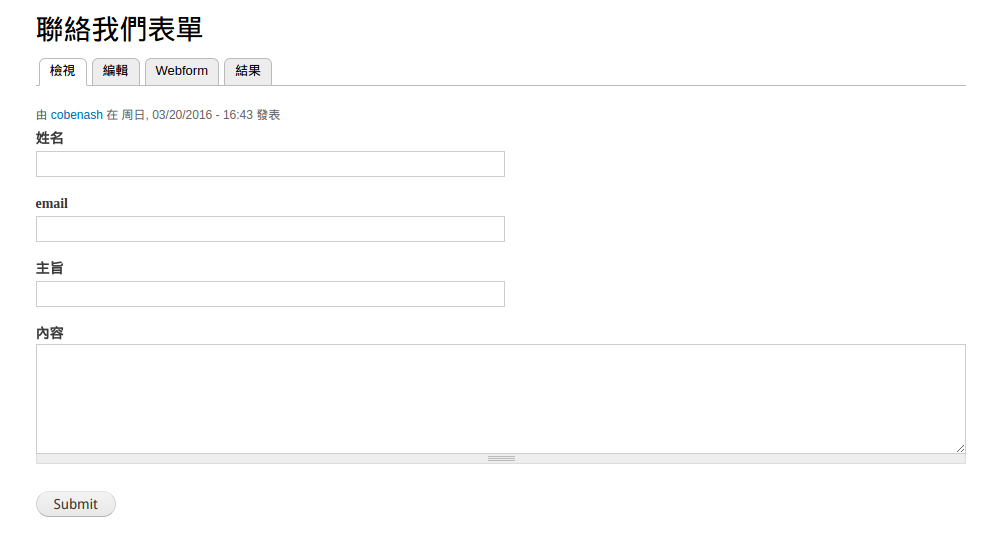 聯絡我們表單
檢視 編輯 Webform 結果
由 cobenash 在 周日, 03/20/2016 - 16:43 發表
姓名
email
主旨
內容
Submit